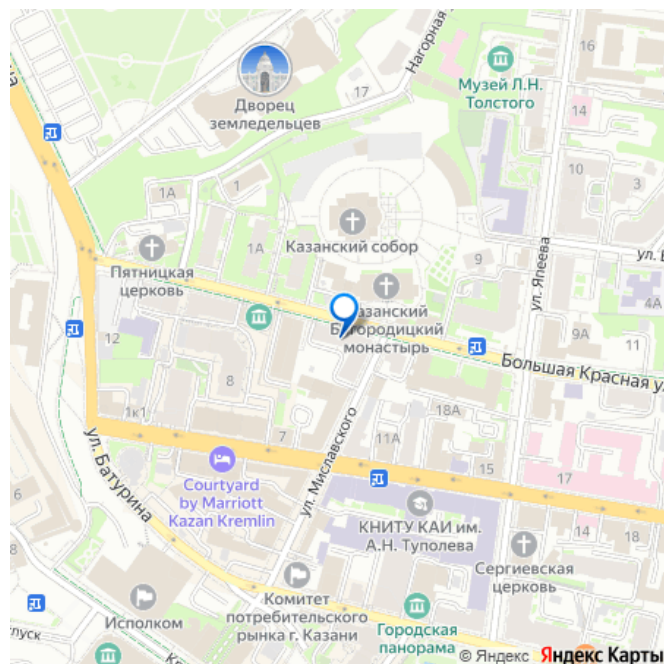 Нагорная
16
Музей Л.Н.
Толстого
14
Дворец
земледельцев
17
10
3
1А
1
1А
Казанский собор
ул. Япеева
9
4А
Пятницкая
церковь
Казанский
Богородицкий
монастырь
9А
11
12
Большая Красная ул.
8
1к1
18А
7
11А
15
17
ул. Батурина
Courtyard
by Marriott
Kazan Kremlin
ул. Миславского
6
КНИТУ КАИ им.
А.Н. Туполева
14
18
8
Сергиевская
церковь
Исполком
Комитет
потребительского
рынка г. Казани
Городская
панорама
© Яндекс Яндекс Карты